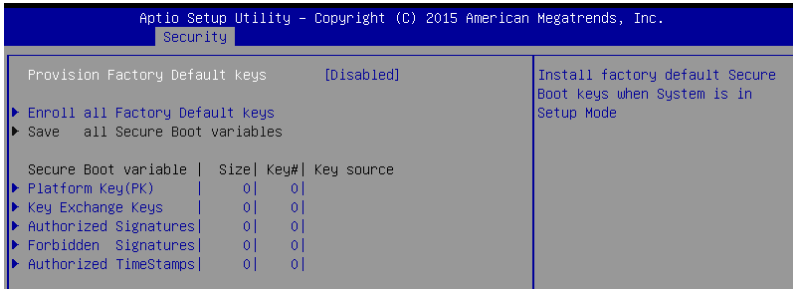 Aptio Setup Utility – Copyright (C) 2015 American Megatrends, Inc.
Security
Provision Factory Default keys [Disabled]
Enroll all Factory Default keys
Save all Secure Boot variables
Secure Boot variable | Size| Key#| Key source
Platform Key(PK) | 0| 0|
Key Exchange Keys | 0| 0|
Authorized Signatures| 0| 0|
Forbidden Signatures| 0| 0|
Authorized TimeStamps| 0| 0|
Install factory default Secure
Boot keys when System is in
Setup Mode